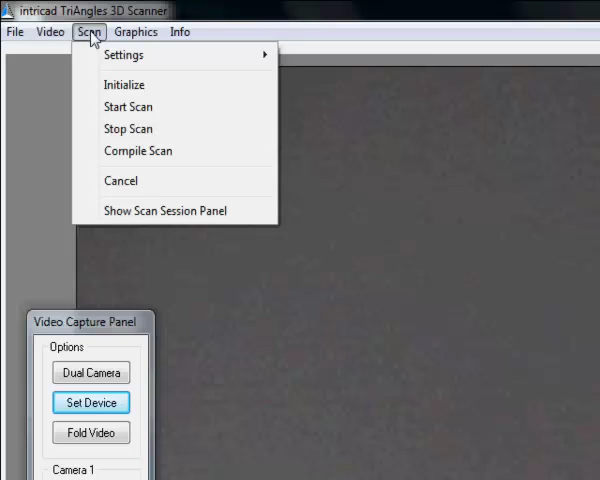 intricad TriAngles 3D Scanner
File Video Scan Graphics Info
Settings
Initialize
Start Scan
Stop Scan
Compile Scan
Cancel
Show Scan Session Panel
Video Capture Panel
Options
Dual Camera
Set Device
Fold Video
Camera 1